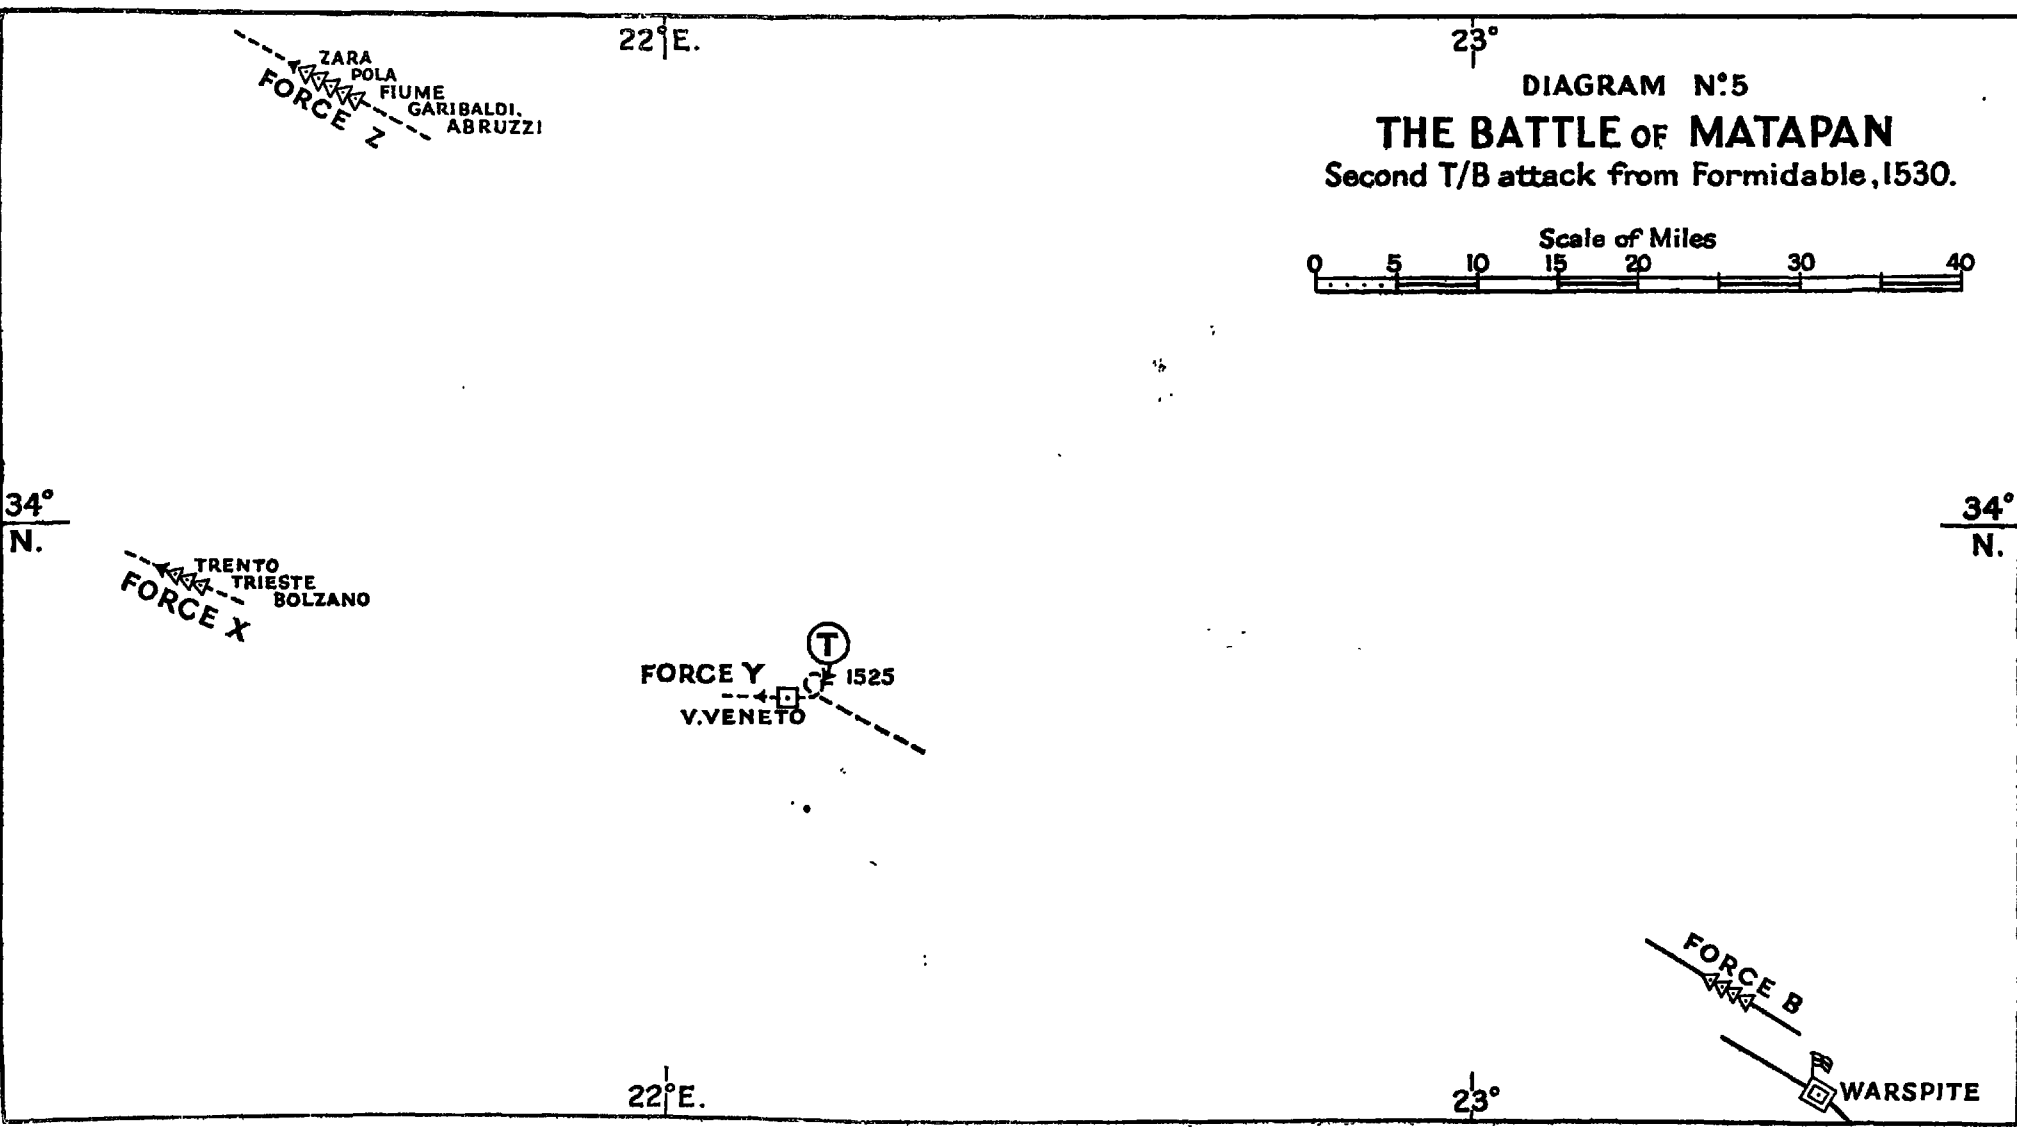 22°E.
23°
ZARA
POLA
FIUME
GARIBALDI.
ABRUZZI
FORCE Z
DIAGRAM Nº.5
THE BATTLE OF MATAPAN
Second T/B attack from Formidable, 1530.
Scale of Miles
0 5 10 15 20 30 40
34°
N.
34°
N.
TRENTO
TRIESTE
BOLZANO
FORCE X
T
FORCE Y
1525
V.VENETO
FORCE B
WARSPITE
22°E.
23°